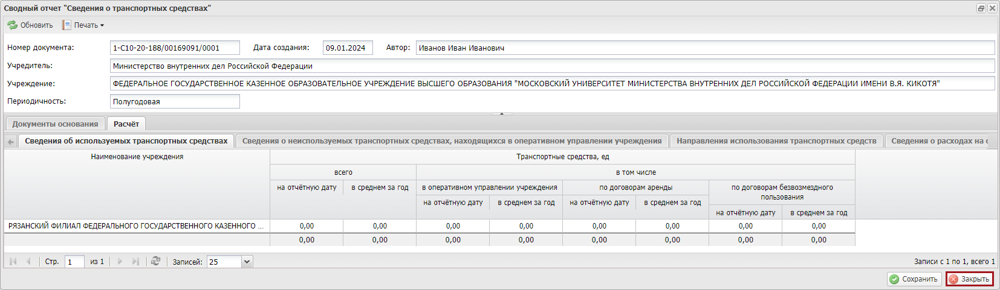 Сводный отчет "Сведения о транспортных средствах"
Обновить Печать
Номер документа: 1-С10-20-188/00169091/0001 Дата создания: 09.01.2024 Автор: Иванов Иван Иванович
Учредитель: Министерство внутренних дел Российской Федерации
Учреждение: ФЕДЕРАЛЬНОЕ ГОСУДАРСТВЕННОЕ КАЗЕННОЕ ОБРАЗОВАТЕЛЬНОЕ УЧРЕЖДЕНИЕ ВЫСШЕГО ОБРАЗОВАНИЯ "МОСКОВСКИЙ УНИВЕРСИТЕТ МИНИСТЕРСТВА ВНУТРЕННИХ ДЕЛ РОССИЙСКОЙ ФЕДЕРАЦИИ ИМЕНИ В.Я. КИКОТЯ"
Периодичность: Полугодовая
Документы основания Расчёт
Сведения об используемых транспортных средствах Сведения о неиспользуемых транспортных средствах, находящихся в оперативном управлении учреждения Направления использования транспортных средств Сведения о расходах на
Наименование учреждения Транспортные средства, ед
всего в том числе
на отчётную дату в среднем за год в оперативном управлении учреждения по договорам аренды по договорам безвозмездного
пользования
на отчётную дату в среднем за год на отчётную дату в среднем за год
на отчётную дату в среднем за год
РЯЗАНСКИЙ ФИЛИАЛ ФЕДЕРАЛЬНОГО ГОСУДАРСТВЕННОГО КАЗЕННОГО ... 0,00 0,00 0,00 0,00 0,00 0,00 0,00 0,00
0,00 0,00 0,00 0,00 0,00 0,00 0,00 0,00
Стр. 1 из 1 Записей: 25 Записи с 1 по 1, всего 1
Сохранить Закрыть